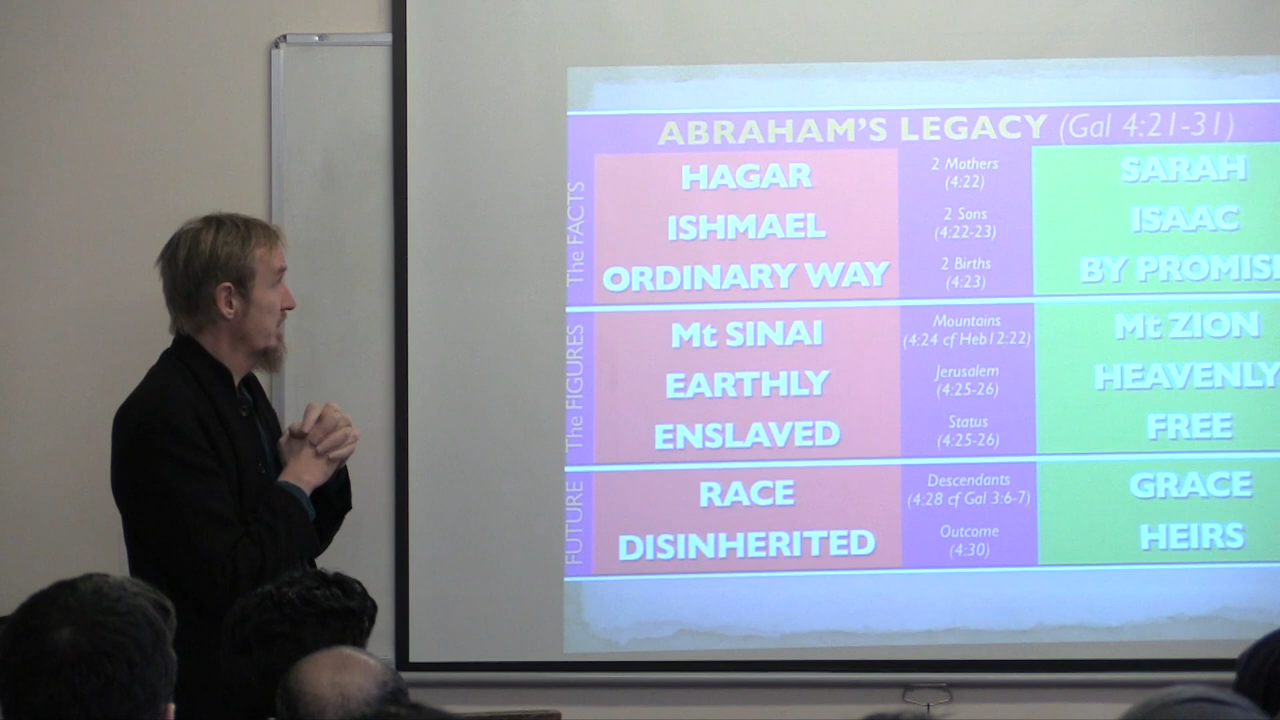 ABRAHAM'S LEGACY (Gal 4:21-31)
The FACTS
HAGAR
2 Mothers
(4:22)
SARAH
ISHMAEL
2 Sons
(4:22-23)
ISAAC
ORDINARY WAY
2 Births
(4:23)
BY PROMIS
The FIGURES
Mt SINAI
Mountains
(4:24 cf Heb12:22)
Mt ZION
EARTHLY
Jerusalem
(4:25-26)
HEAVENLY
ENSLAVED
Status
(4:25-26)
FREE
FUTURE
RACE
Descendants
(4:28 cf Gal 3:6-7)
GRACE
DISINHERITED
Outcome
(4:30)
HEIRS